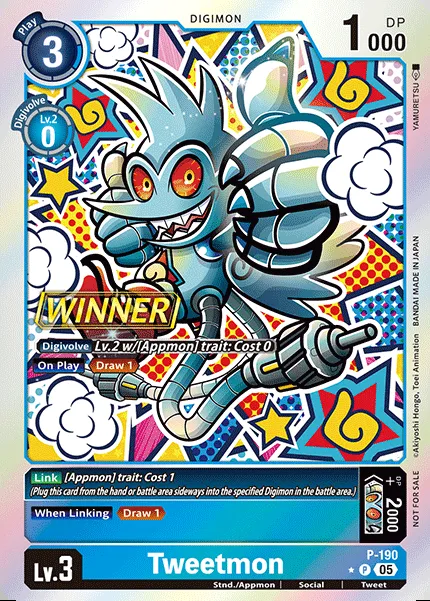 DIGIMON
Play
3
DP
1000
Digivolve
Lv.2
0
YAMURETSU
©Akiyoshi Hongo, Toei Animation BANDAI MADE IN JAPAN
NOT FOR SALE
WINNER
Digivolve Lv.2 w/[Appmon] trait: Cost 0
On Play Draw 1
Link [Appmon] trait: Cost 1
(Plug this card from the hand or battle area sideways into the specified Digimon in the battle area.)
When Linking Draw 1
DP
+2000
Lv.3
Tweetmon
P-190
P 05
Stnd./Appmon Social Tweet